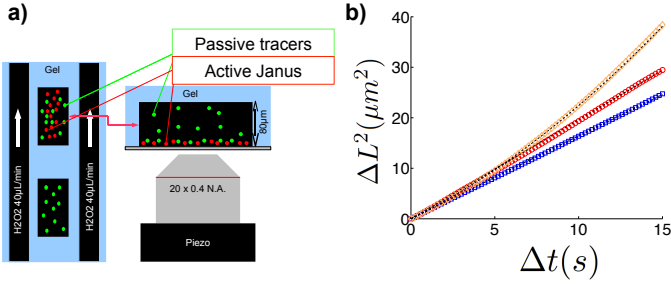 a)
Gel
H2O2 40µL/min
H2O2 40µL/min
Passive tracers
Active Janus
Gel
80µm
20 x 0.4 N.A.
Piezo
b)
ΔL²(μm²)
40
30
20
10
0
0
5
10
15
Δt(s)